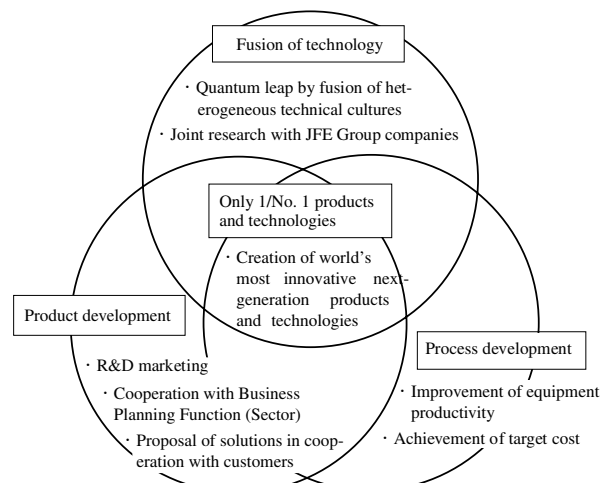 Fusion of technology
· Quantum leap by fusion of het-
erogeneous technical cultures
· Joint research with JFE Group companies
Only 1/No. 1 products
and technologies
· Creation of world's
most innovative next-
generation products
and technologies
Product development
· R&D marketing
· Cooperation with Business
Planning Function (Sector)
· Proposal of solutions in coop-
eration with customers
Process development
· Improvement of equipment
productivity
· Achievement of target cost